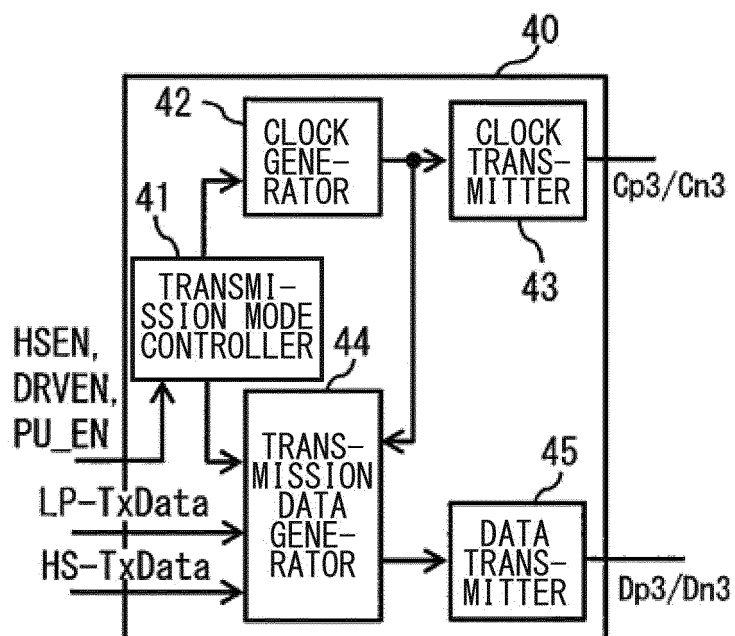 40
42
CLOCK
GENE-
RATOR
CLOCK
TRANS-
MITTER
Cp3/Cn3
43
41
TRANSMI-
SSION MODE
CONTROLLER
HSEN,
DRVEN,
PU_EN
44
TRANS-
MISSION
DATA
GENE-
RATOR
LP-TxData
HS-TxData
45
DATA
TRANS-
MITTER
Dp3/Dn3